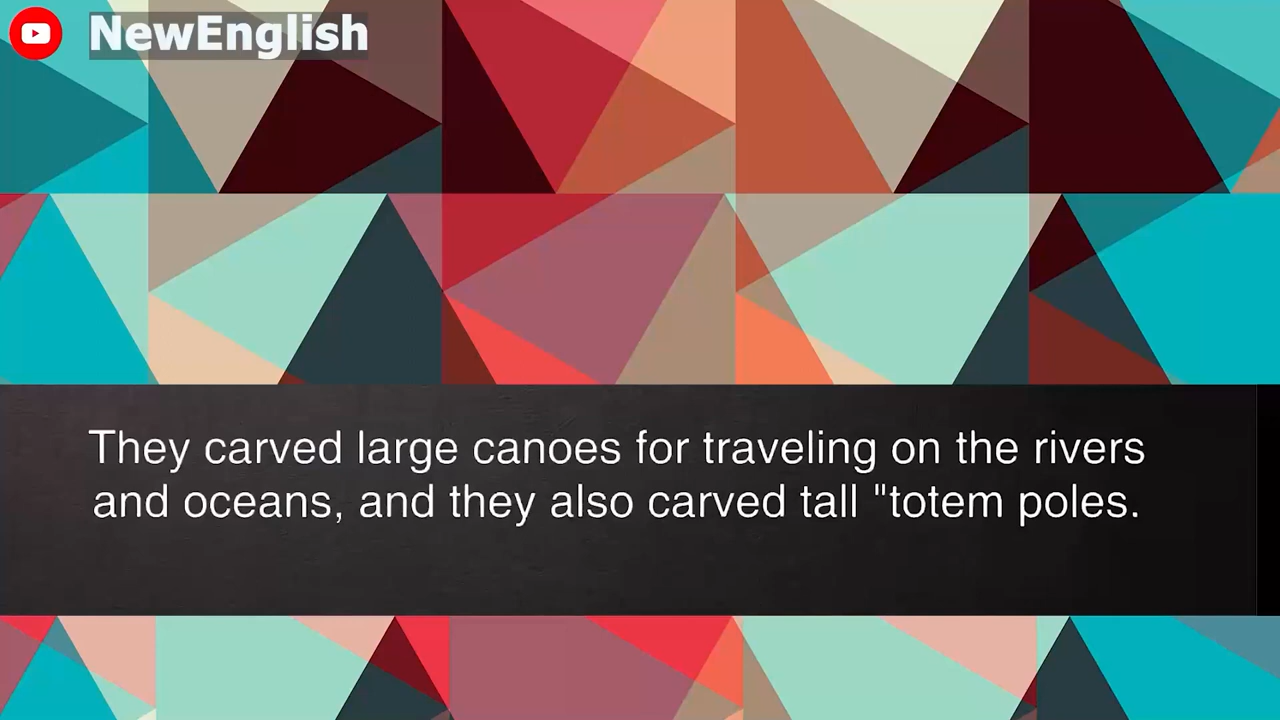 NewEnglish
They carved large canoes for traveling on the rivers
and oceans, and they also carved tall "totem poles.